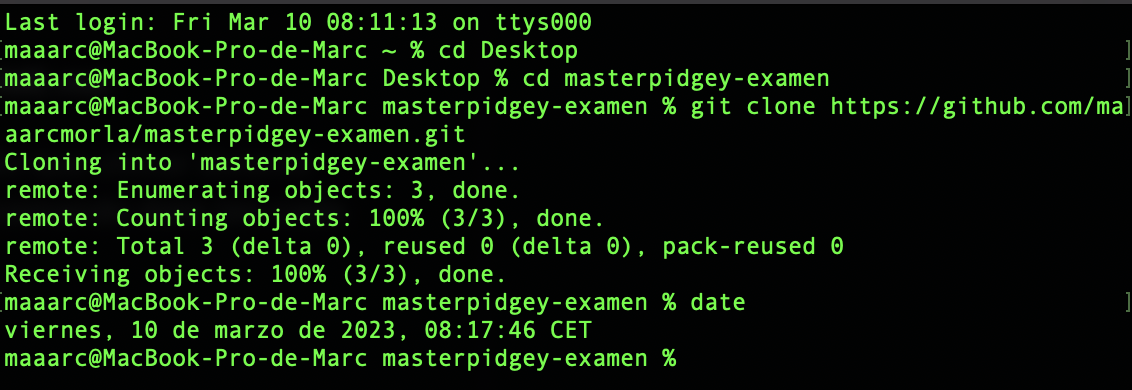 Last login: Fri Mar 10 08:11:13 on ttys000
[maaarc@MacBook-Pro-de-Marc ~ % cd Desktop ]
[maaarc@MacBook-Pro-de-Marc Desktop % cd masterpidgey-examen ]
[maaarc@MacBook-Pro-de-Marc masterpidgey-examen % git clone https://github.com/ma]
aarcmorla/masterpidgey-examen.git
Cloning into 'masterpidgey-examen'...
remote: Enumerating objects: 3, done.
remote: Counting objects: 100% (3/3), done.
remote: Total 3 (delta 0), reused 0 (delta 0), pack-reused 0
Receiving objects: 100% (3/3), done.
[maaarc@MacBook-Pro-de-Marc masterpidgey-examen % date ]
viernes, 10 de marzo de 2023, 08:17:46 CET
maaarc@MacBook-Pro-de-Marc masterpidgey-examen %